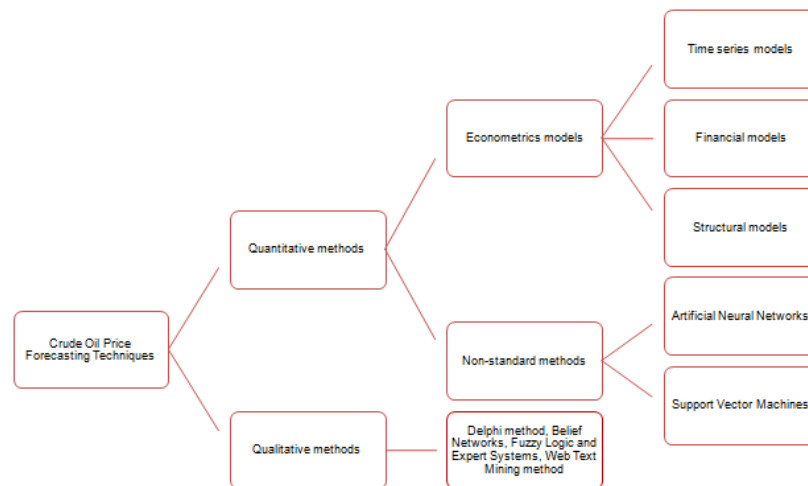 Time series models
Econometrics models
Financial models
Quantitative methods
Structural models
Crude Oil Price
Forecasting Techniques
Artificial Neural Networks
Non-standard methods
Support Vector Machines
Qualitative methods
Delphi method, Belief
Networks, Fuzzy Logic and
Expert Systems, Web Text
Mining method